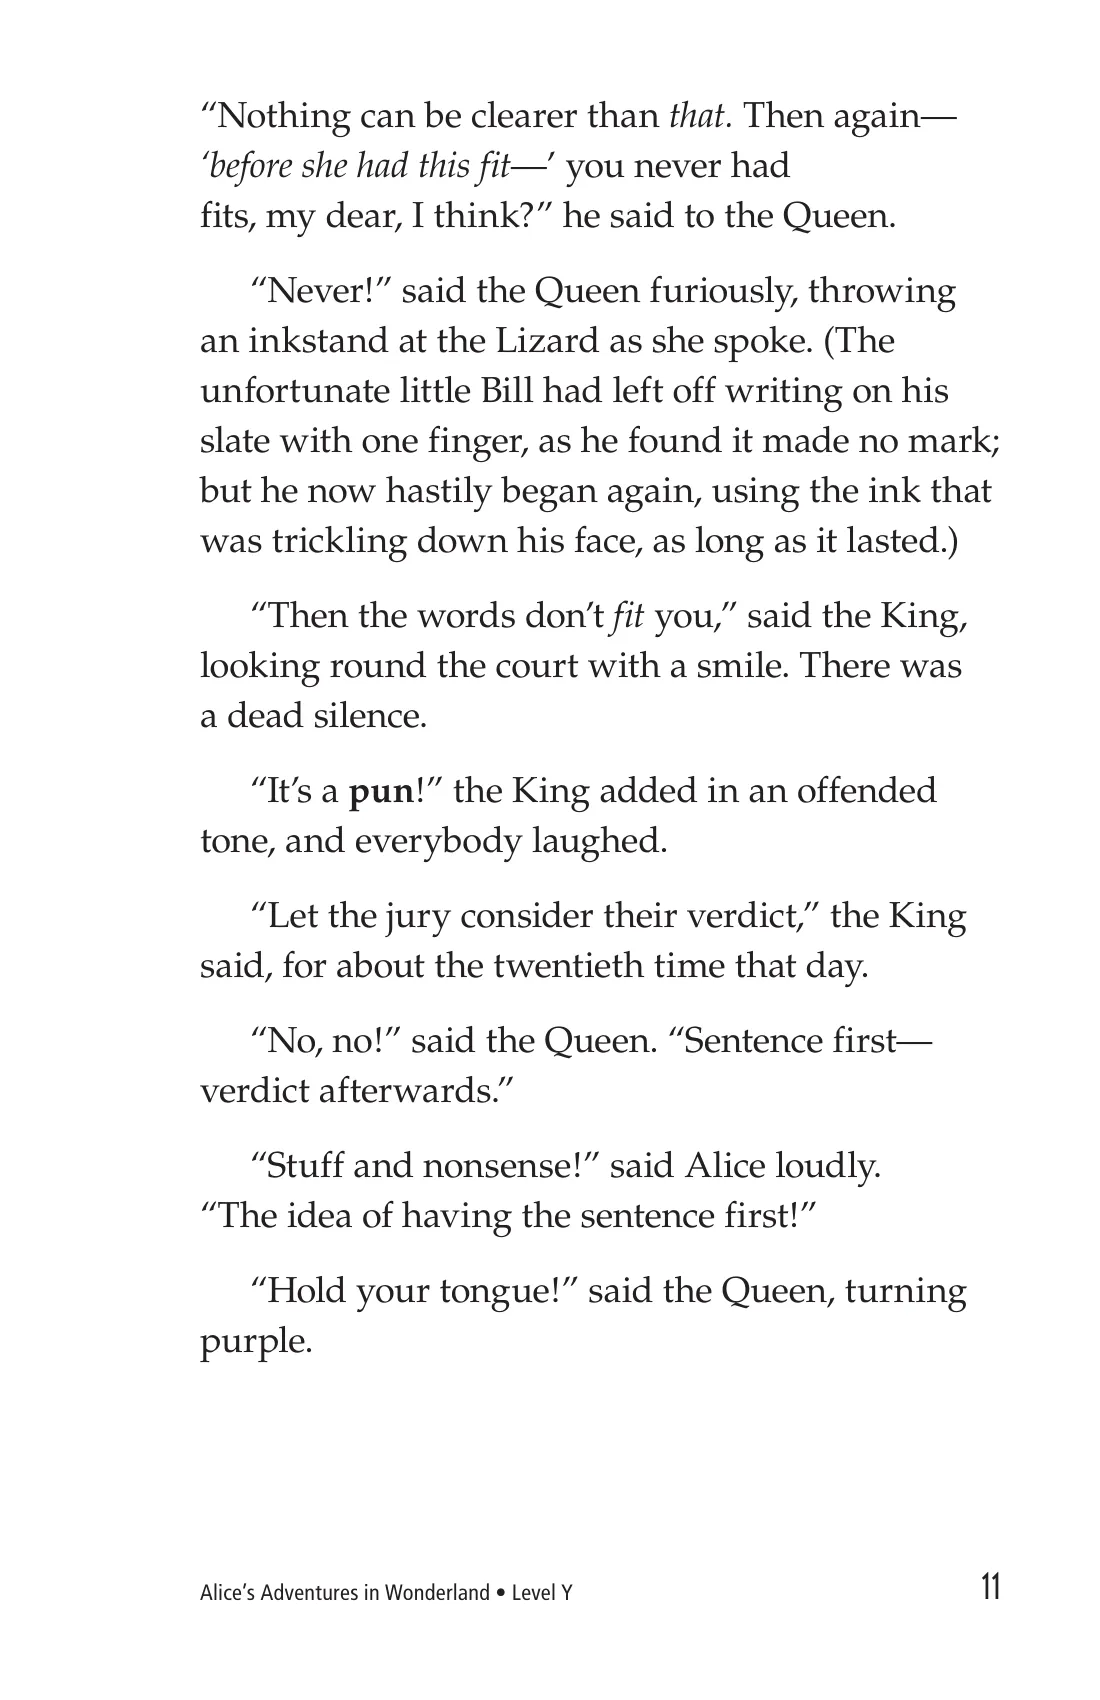 “Nothing can be clearer than that. Then again—
‘before she had this fit—’ you never had
fits, my dear, I think?” he said to the Queen.
“Never!” said the Queen furiously, throwing
an inkstand at the Lizard as she spoke. (The
unfortunate little Bill had left off writing on his
slate with one finger, as he found it made no mark;
but he now hastily began again, using the ink that
was trickling down his face, as long as it lasted.)
“Then the words don’t fit you,” said the King,
looking round the court with a smile. There was
a dead silence.
“It’s a pun!” the King added in an offended
tone, and everybody laughed.
“Let the jury consider their verdict,” the King
said, for about the twentieth time that day.
“No, no!” said the Queen. “Sentence first—
verdict afterwards.”
“Stuff and nonsense!” said Alice loudly.
“The idea of having the sentence first!”
“Hold your tongue!” said the Queen, turning
purple.
Alice’s Adventures in Wonderland • Level Y 11